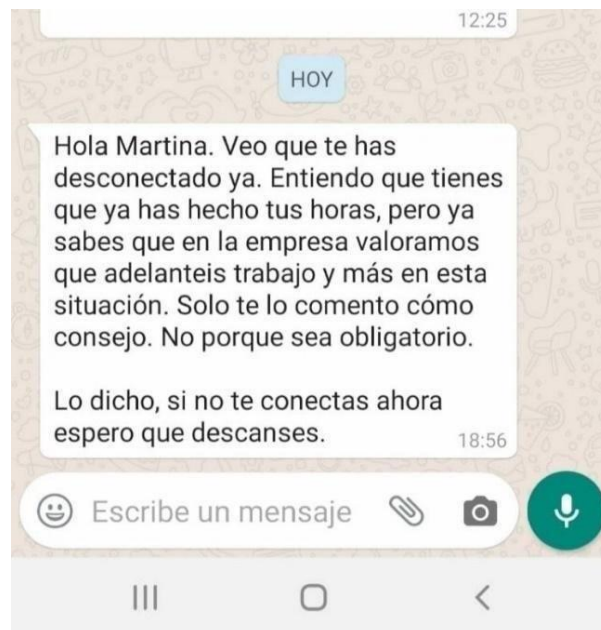 12:25
HOY
Hola Martina. Veo que te has
desconectado ya. Entiendo que tienes
que ya has hecho tus horas, pero ya
sabes que en la empresa valoramos
que adelanteis trabajo y más en esta
situación. Solo te lo comento cómo
consejo. No porque sea obligatorio.
Lo dicho, si no te conectas ahora
espero que descanses.
18:56
Escribe un mensaje